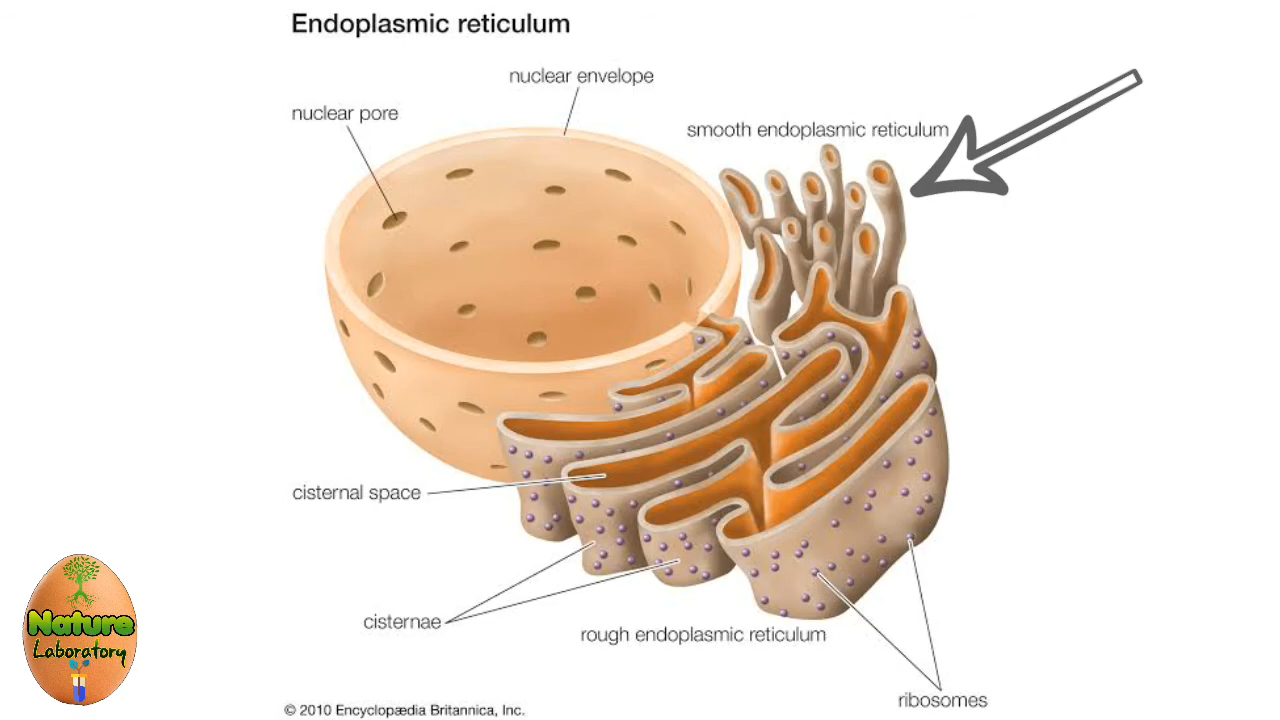 Endoplasmic reticulum
nuclear envelope
nuclear pore
smooth endoplasmic reticulum
cisternal space
cisternae
rough endoplasmic reticulum
ribosomes
Nature
Laboratory
© 2010 Encyclopædia Britannica, Inc.